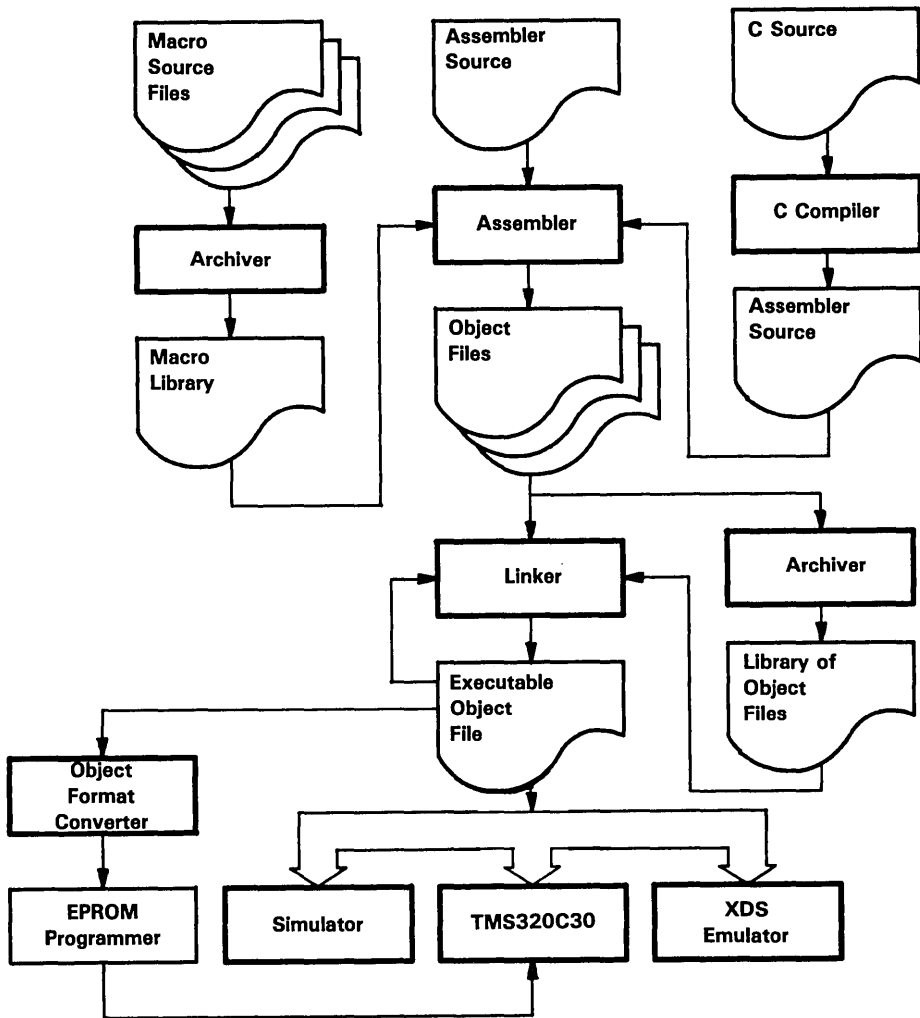 Macro
Source
Files
Assembler
Source
C Source
Archiver
Assembler
C Compiler
Macro
Library
Object
Files
Assembler
Source
Linker
Archiver
Executable
Object
File
Library of
Object
Files
Object
Format
Converter
EPROM
Programmer
Simulator
TMS320C30
XDS
Emulator